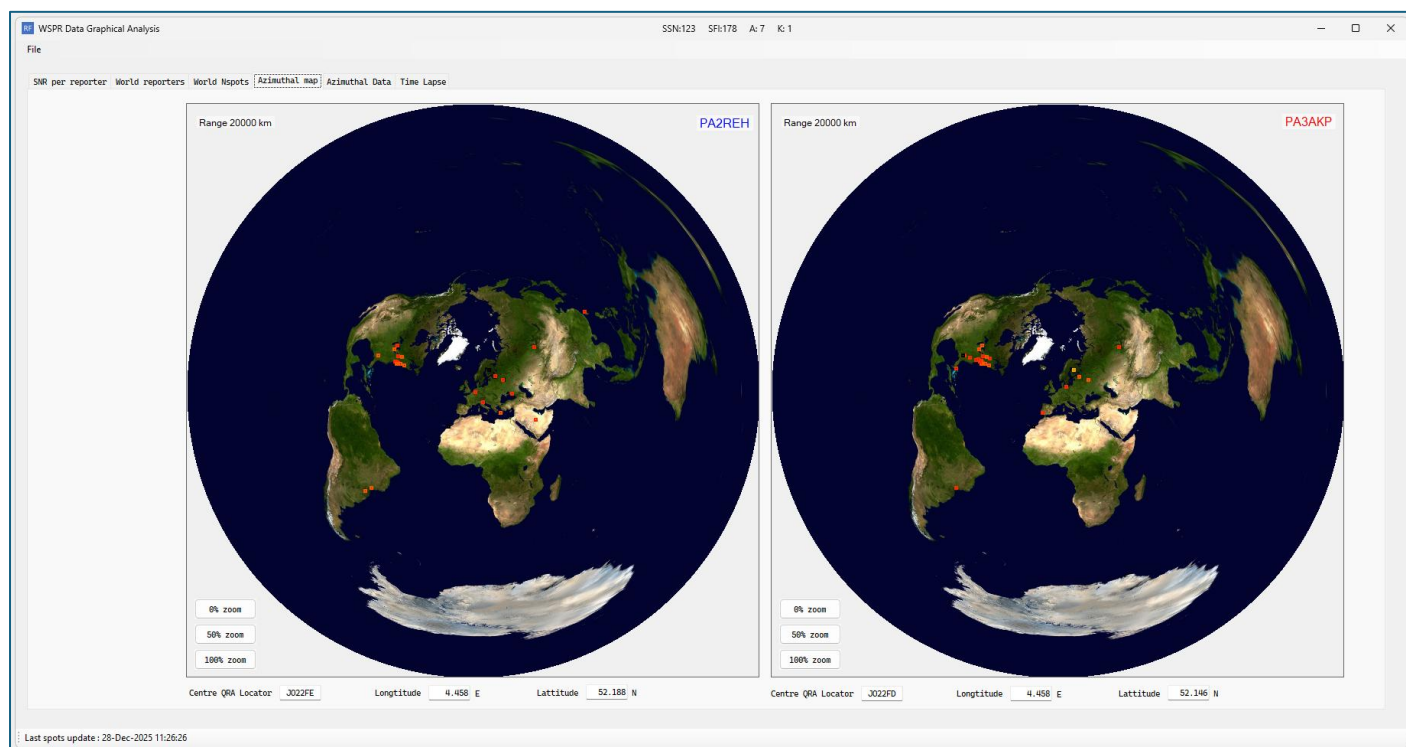 RF WSPR Data Graphical Analysis SSN:123 SFI:178 A: 7 K: 1
File
SNR per reporter World reporters World Nspots Azimuthal map Azimuthal Data Time Lapse
Range 20000 km PA2REH
0% zoom
50% zoom
100% zoom
Centre QRA Locator JO22FE Longtitude 4.458 E Lattitude 52.188 N
Range 20000 km PA3AKP
0% zoom
50% zoom
100% zoom
Centre QRA Locator JO22FD Longtitude 4.458 E Lattitude 52.146 N
Last spots update : 28-Dec-2025 11:26:26